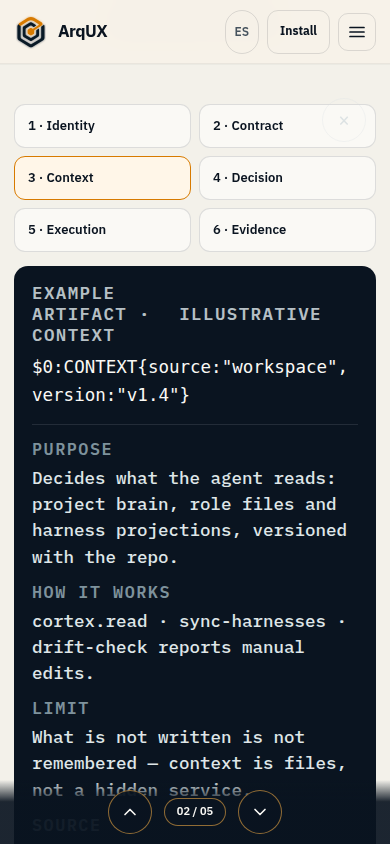 ArqUX
ES
Install
1 · Identity
2 · Contract
3 · Context
4 · Decision
5 · Execution
6 · Evidence
EXAMPLE
ARTIFACT · ILLUSTRATIVE
CONTEXT
$0:CONTEXT{source:"workspace",
version:"v1.4"}
PURPOSE
Decides what the agent reads:
project brain, role files and
harness projections, versioned
with the repo.
HOW IT WORKS
cortex.read · sync-harnesses ·
drift-check reports manual
edits.
LIMIT
What is not written is not
remembered — context is files,
not a hidden service.
02 / 05
SOURCE